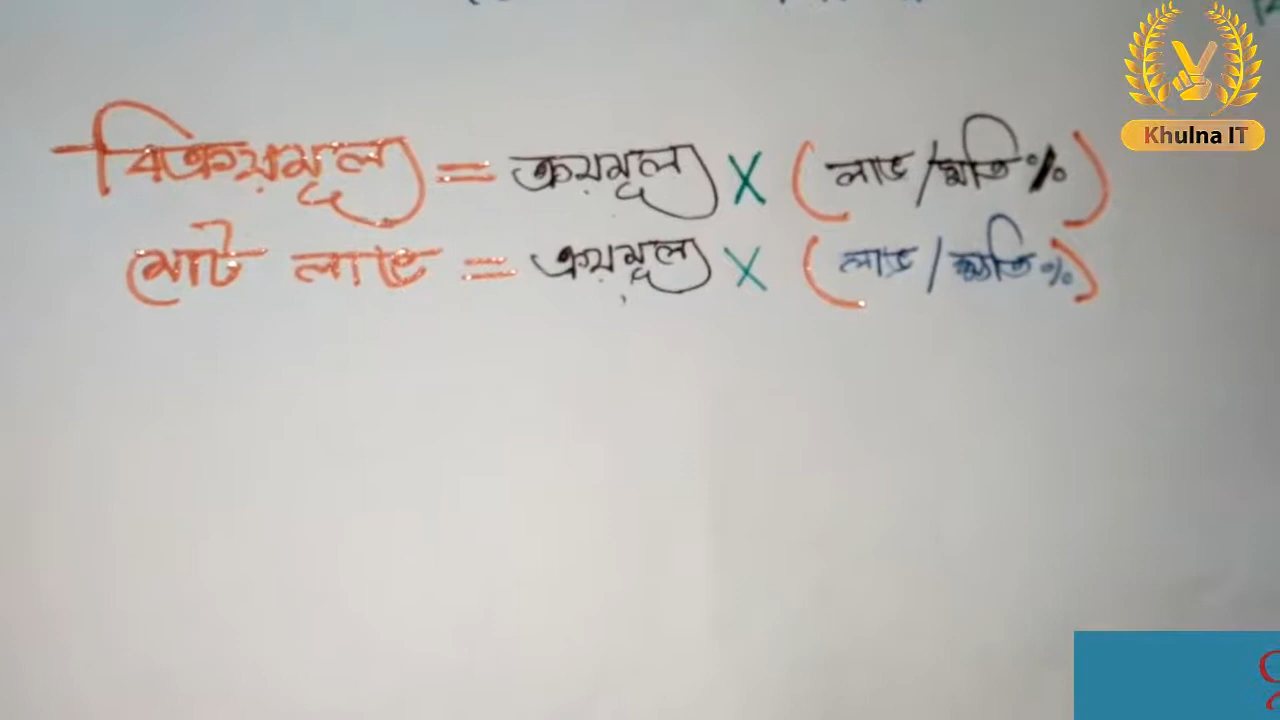 Khulna IT
বিক্রয়মূল্য = ক্রয়মূল্য X ( লাভ / ক্ষতি % )
মোট লাভ = ক্রয়মূল্য X ( লাভ / ক্ষতি % )